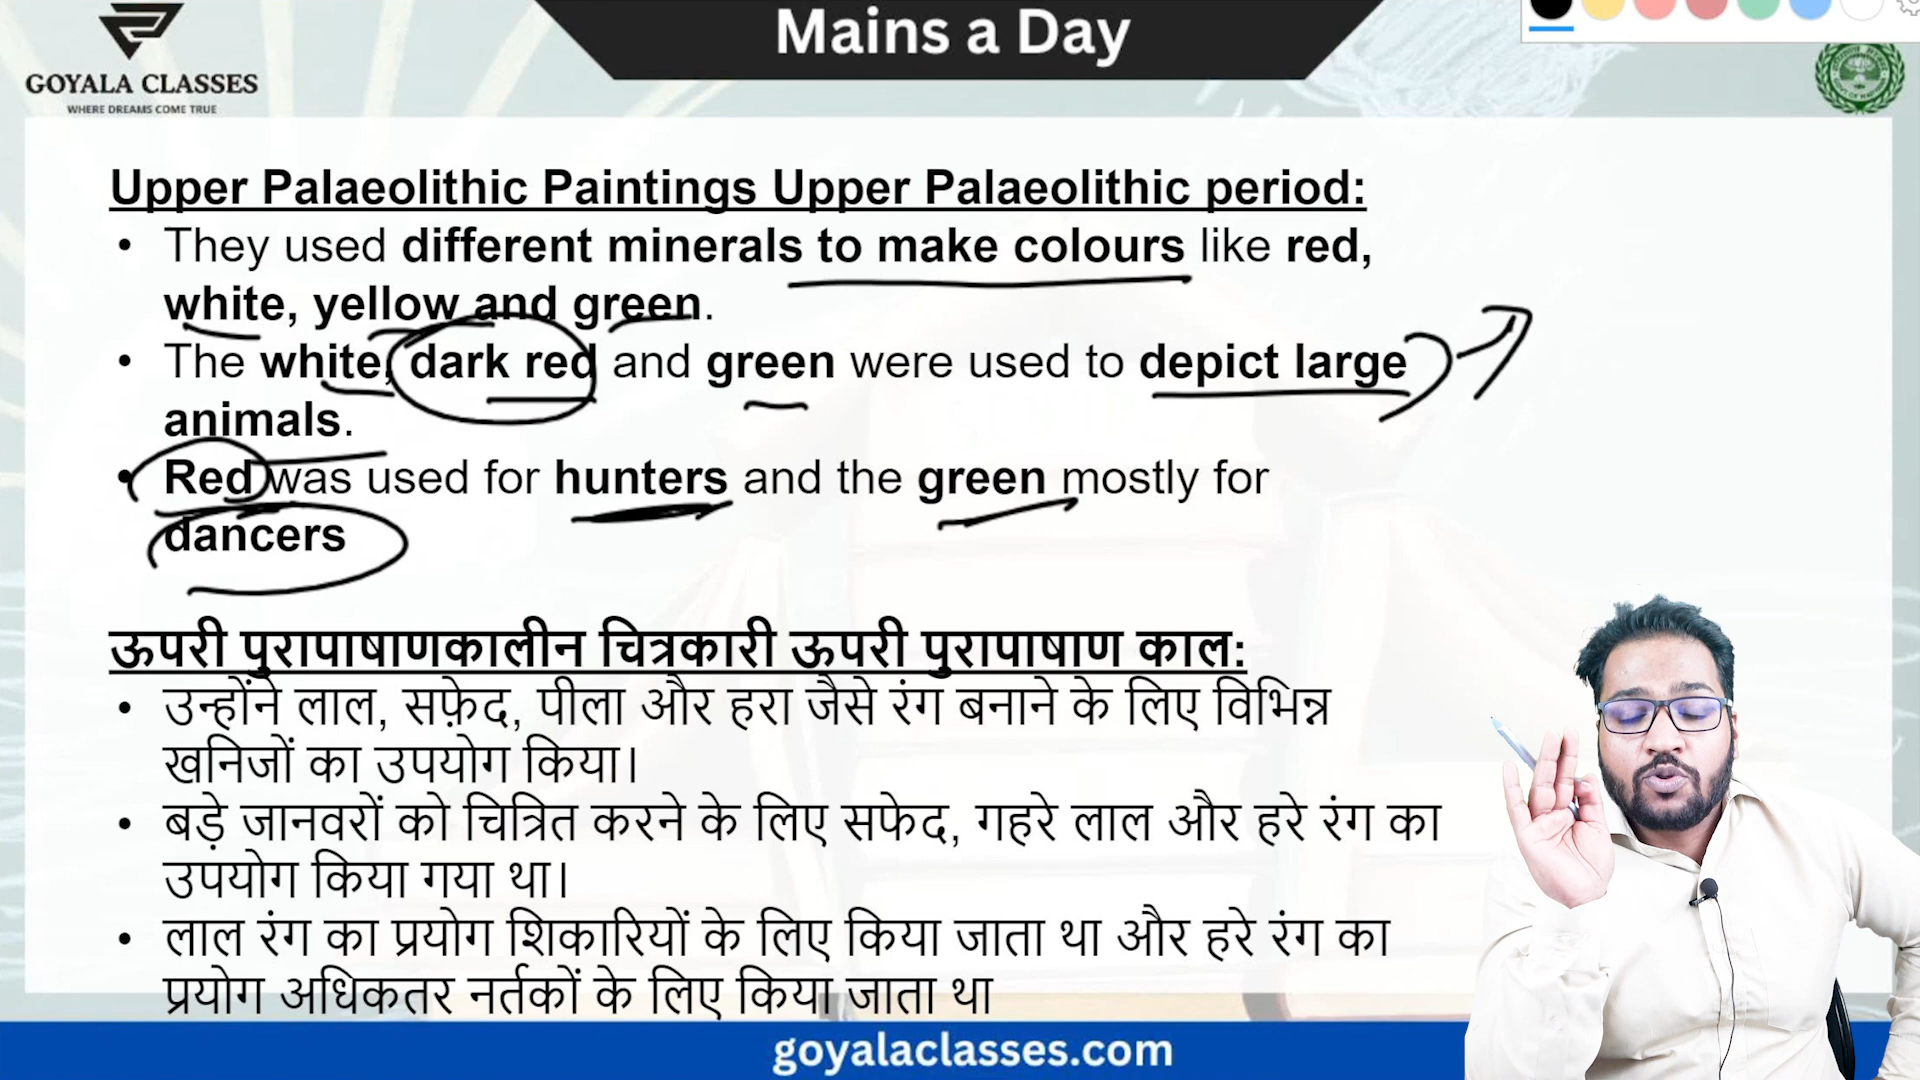 Mains a Day
GOYALA CLASSES
WHERE DREAMS COME TRUE
Upper Palaeolithic Paintings Upper Palaeolithic period:
• They used different minerals to make colours like red,
white, yellow and green.
• The white, dark red and green were used to depict large
animals.
• Red was used for hunters and the green mostly for
dancers
ऊपरी पुरापाषाणकालीन चित्रकारी ऊपरी पुरापाषाण काल:
• उन्होंने लाल, सफ़ेद, पीला और हरा जैसे रंग बनाने के लिए विभिन्न
खनिजों का उपयोग किया।
• बड़े जानवरों को चित्रित करने के लिए सफेद, गहरे लाल और हरे रंग का
उपयोग किया गया था।
• लाल रंग का प्रयोग शिकारियों के लिए किया जाता था और हरे रंग का
प्रयोग अधिकतर नर्तकों के लिए किया जाता था
goyalaclasses.com